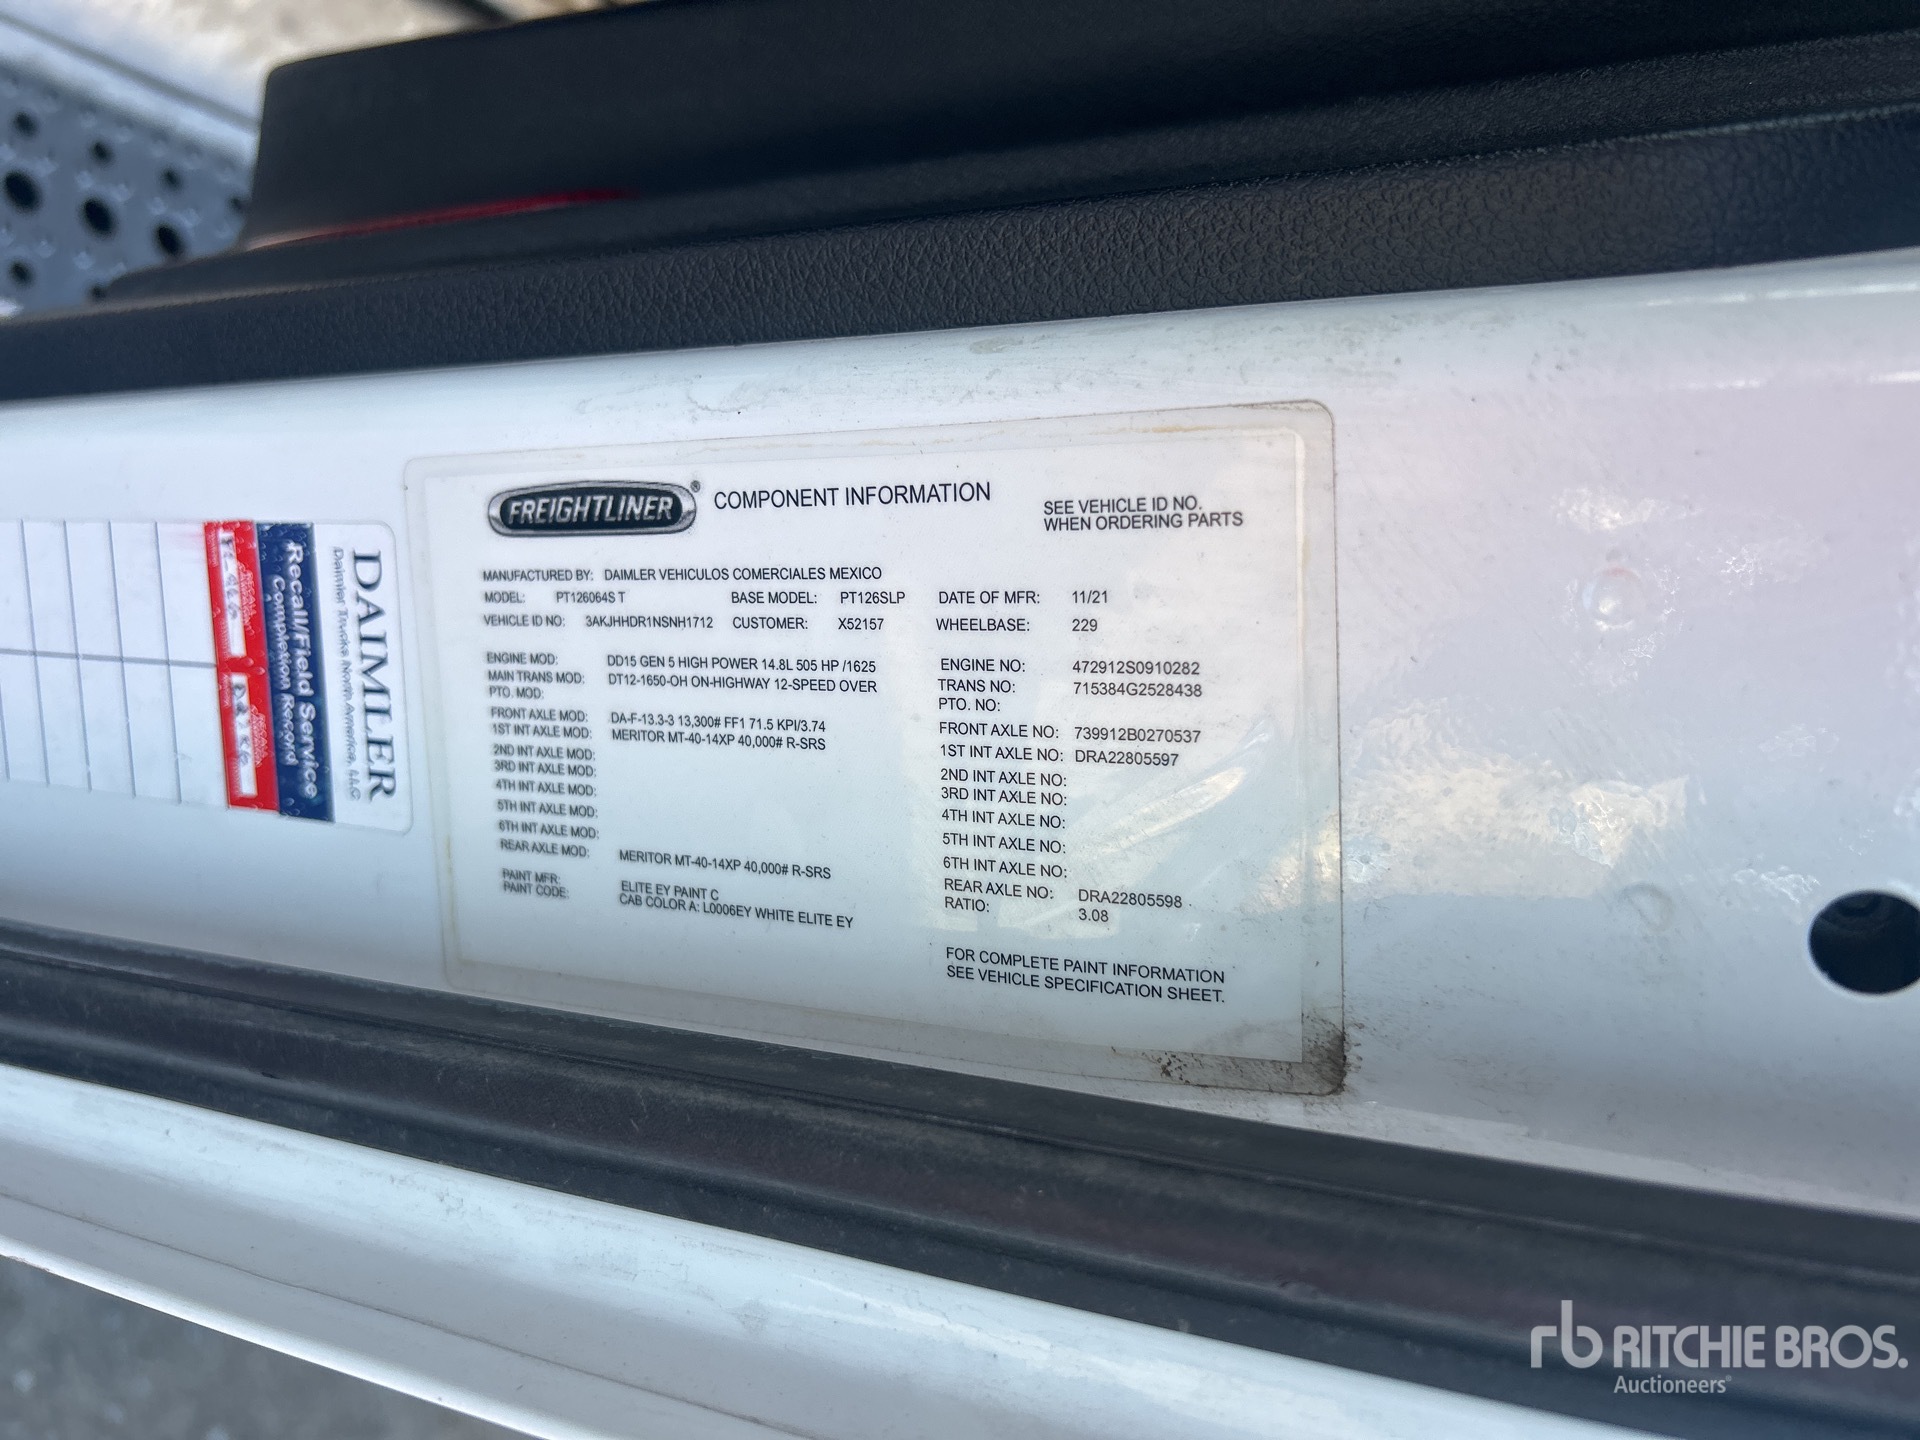 FREIGHTLINER® COMPONENT INFORMATION
SEE VEHICLE ID NO.
WHEN ORDERING PARTS
MANUFACTURED BY: DAIMLER VEHICULOS COMERCIALES MEXICO
MODEL: PT126064S T BASE MODEL: PT126SLP DATE OF MFR: 11/21
VEHICLE ID NO: 3AKJHHDR1NSNH1712 CUSTOMER: X52157 WHEELBASE: 229
ENGINE MOD: DD15 GEN 5 HIGH POWER 14.8L 505 HP /1625 ENGINE NO: 472912S0910282
MAIN TRANS MOD: DT12-1650-OH ON-HIGHWAY 12-SPEED OVER TRANS NO: 715384G2528438
PTO. MOD: PTO. NO:
FRONT AXLE MOD: DA-F-13.3-3 13,300# FF1 71.5 KPI/3.74 FRONT AXLE NO: 739912B0270537
1ST INT AXLE MOD: MERITOR MT-40-14XP 40,000# R-SRS 1ST INT AXLE NO: DRA22805597
2ND INT AXLE MOD: 2ND INT AXLE NO:
3RD INT AXLE MOD: 3RD INT AXLE NO:
4TH INT AXLE MOD: 4TH INT AXLE NO:
5TH INT AXLE MOD: 5TH INT AXLE NO:
6TH INT AXLE MOD: 6TH INT AXLE NO:
REAR AXLE MOD: MERITOR MT-40-14XP 40,000# R-SRS REAR AXLE NO: DRA22805598
RATIO: 3.08
PAINT MFR: ELITE EY PAINT C
PAINT CODE: CAB COLOR A: L0006EY WHITE ELITE EY
FOR COMPLETE PAINT INFORMATION
SEE VEHICLE SPECIFICATION SHEET.
DAIMLER
Daimler Trucks North America, LLC
Recall/Field Service
Completion Record
rb RITCHIE BROS.
Auctioneers